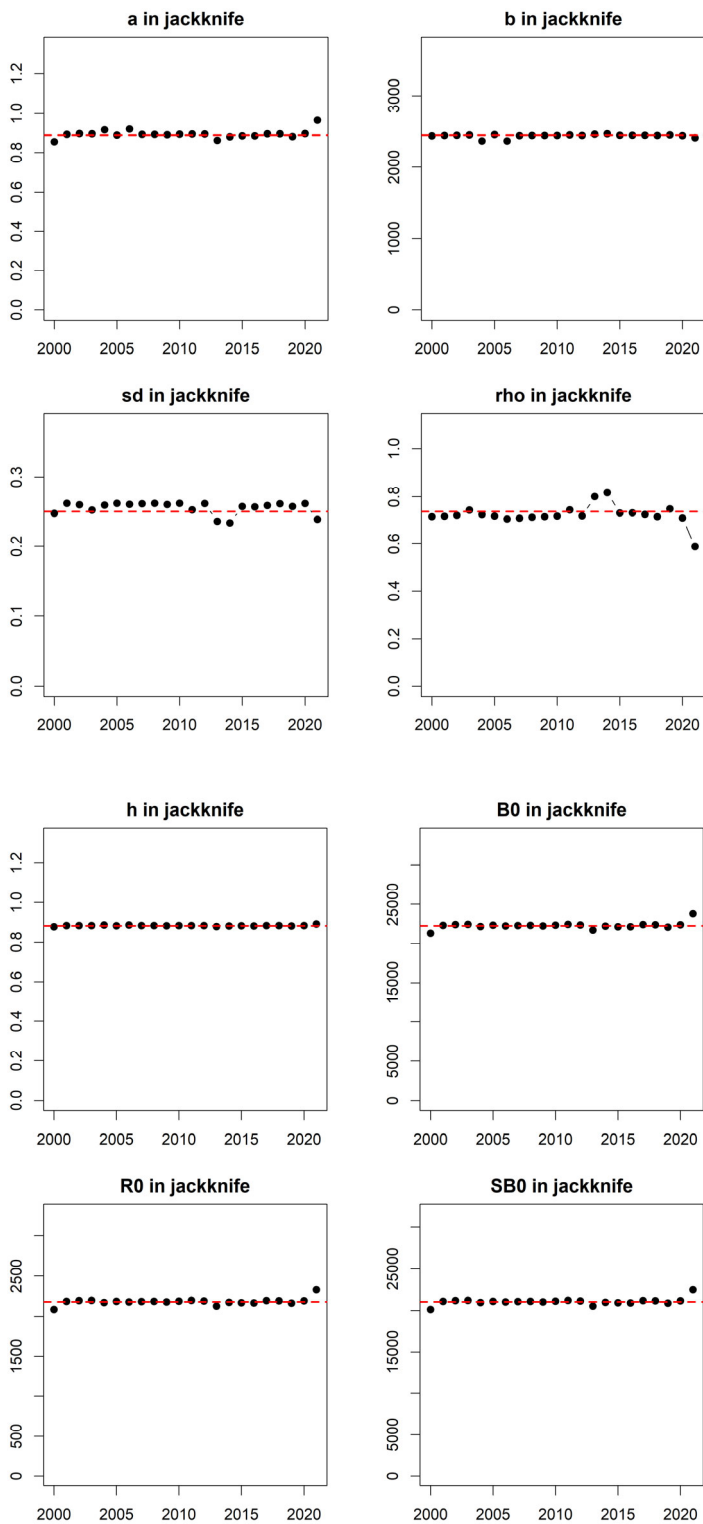 a in jackknife
0.0 0.2 0.4 0.6 0.8 1.0 1.2
2000 2005 2010 2015 2020
b in jackknife
0 1000 2000 3000
2000 2005 2010 2015 2020
sd in jackknife
0.0 0.1 0.2 0.3
2000 2005 2010 2015 2020
rho in jackknife
0.0 0.2 0.4 0.6 0.8 1.0
2000 2005 2010 2015 2020
h in jackknife
0.0 0.2 0.4 0.6 0.8 1.0 1.2
2000 2005 2010 2015 2020
B0 in jackknife
0 5000 15000 25000
2000 2005 2010 2015 2020
R0 in jackknife
0 500 1500 2500
2000 2005 2010 2015 2020
SB0 in jackknife
0 5000 15000 25000
2000 2005 2010 2015 2020